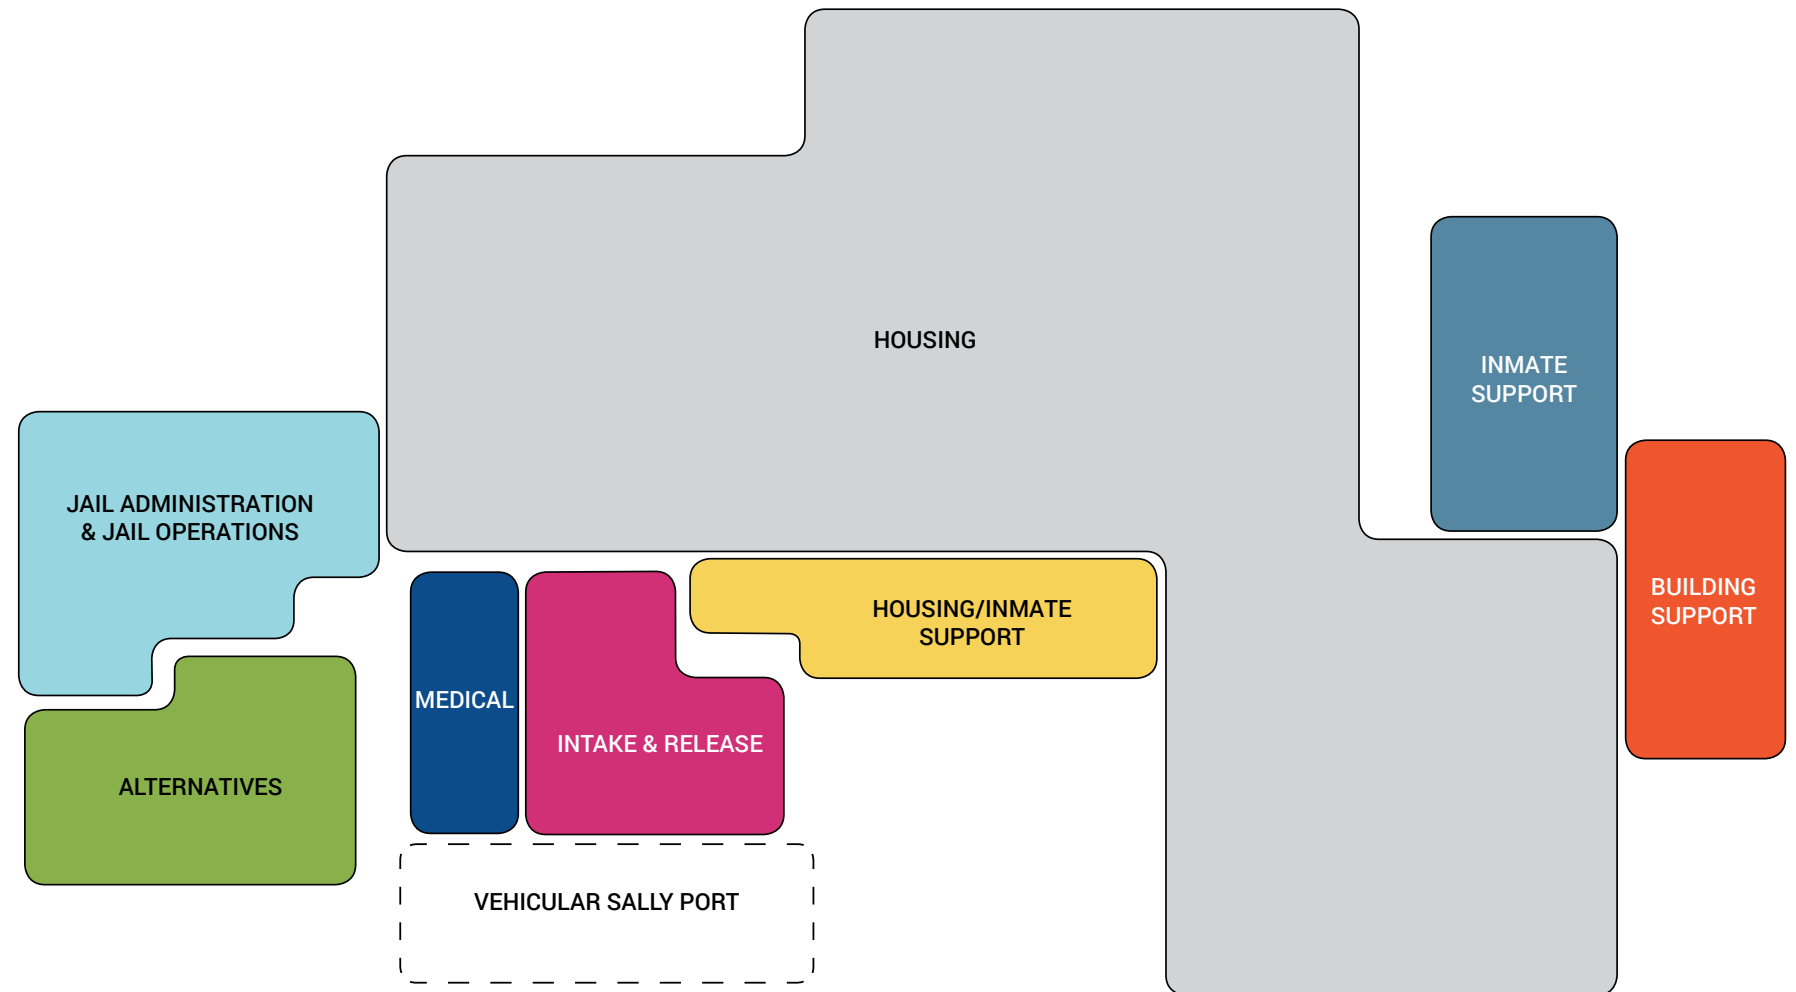 HOUSING
INMATE
SUPPORT
JAIL ADMINISTRATION
& JAIL OPERATIONS
BUILDING
SUPPORT
HOUSING/INMATE
SUPPORT
MEDICAL
INTAKE & RELEASE
ALTERNATIVES
VEHICULAR SALLY PORT